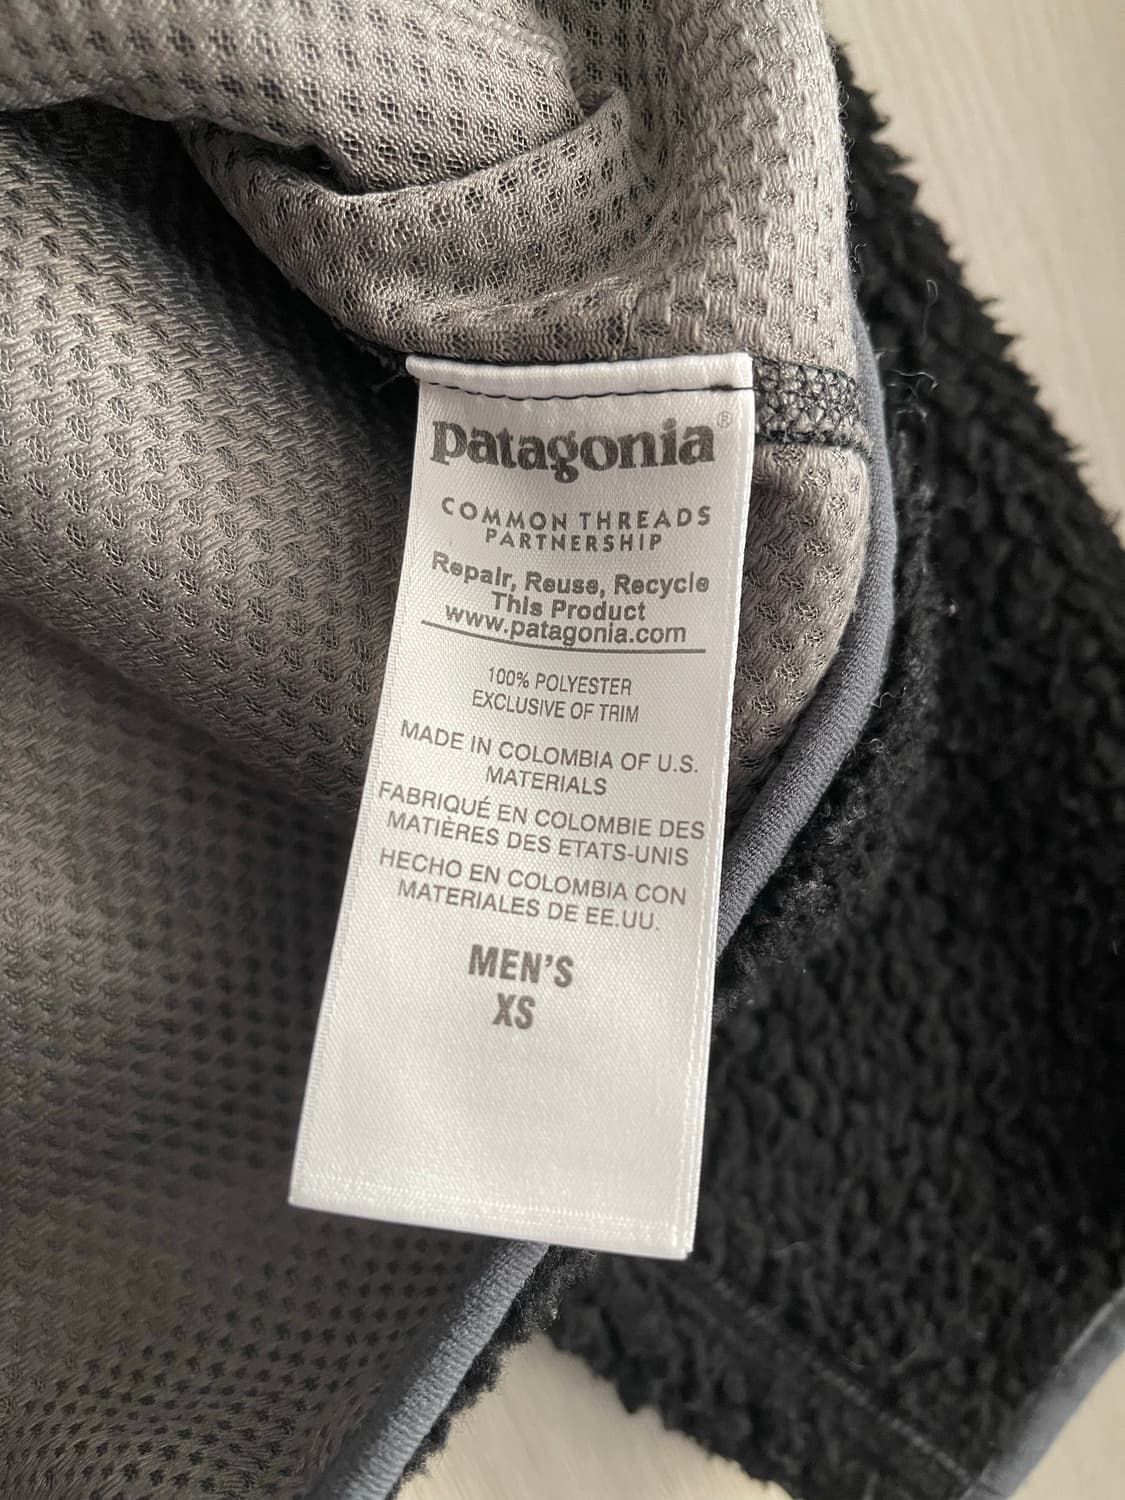 patagonia®
COMMON THREADS
PARTNERSHIP
Repair, Reuse, Recycle
This Product
www.patagonia.com
100% POLYESTER
EXCLUSIVE OF TRIM
MADE IN COLOMBIA OF U.S.
MATERIALS
FABRIQUÉ EN COLOMBIE DES
MATIÈRES DES ETATS-UNIS
HECHO EN COLOMBIA CON
MATERIALES DE EE.UU.
MEN'S
XS